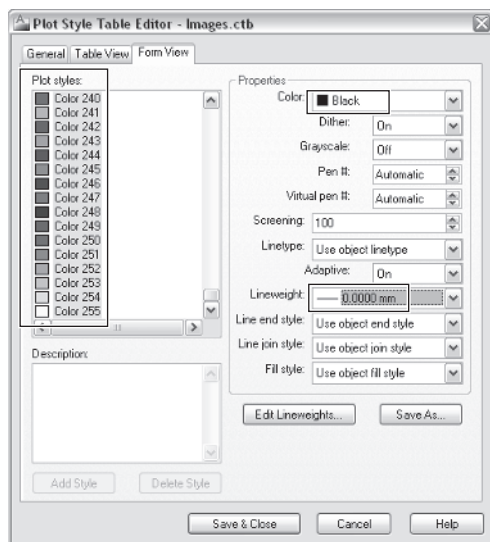 Plot Style Table Editor - Images.ctb
General Table View Form View
Plot styles:
Color 240
Color 241
Color 242
Color 243
Color 244
Color 245
Color 246
Color 247
Color 248
Color 249
Color 250
Color 251
Color 252
Color 253
Color 254
Color 255
Description:
Add Style Delete Style
Properties
Color: Black
Dither: On
Grayscale: Off
Pen #: Automatic
Virtual pen #: Automatic
Screening: 100
Linetype: Use object linetype
Adaptive: On
Lineweight: 0.0000 mm
Line end style: Use object end style
Line join style: Use object join style
Fill style: Use object fill style
Edit Lineweights... Save As...
Save & Close Cancel Help